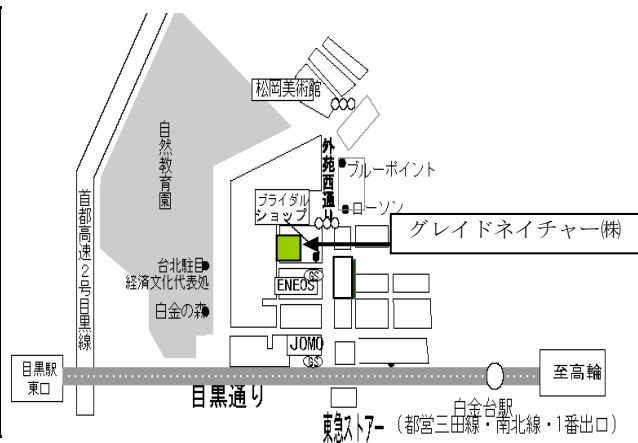 松岡美術館
自然教育園
外苑西通り
ブルーポイント
ローソン
ブライダル
ショップ
グレイドネイチャー㈱
首都高速2号目黒線
台北駐日
経済文化代表処
GS
ENEOS
白金の森
JOMO
GS
目黒駅
東口
至高輪
目黒通り
白金台駅
東急ストアー
(都営三田線・南北線・1番出口)